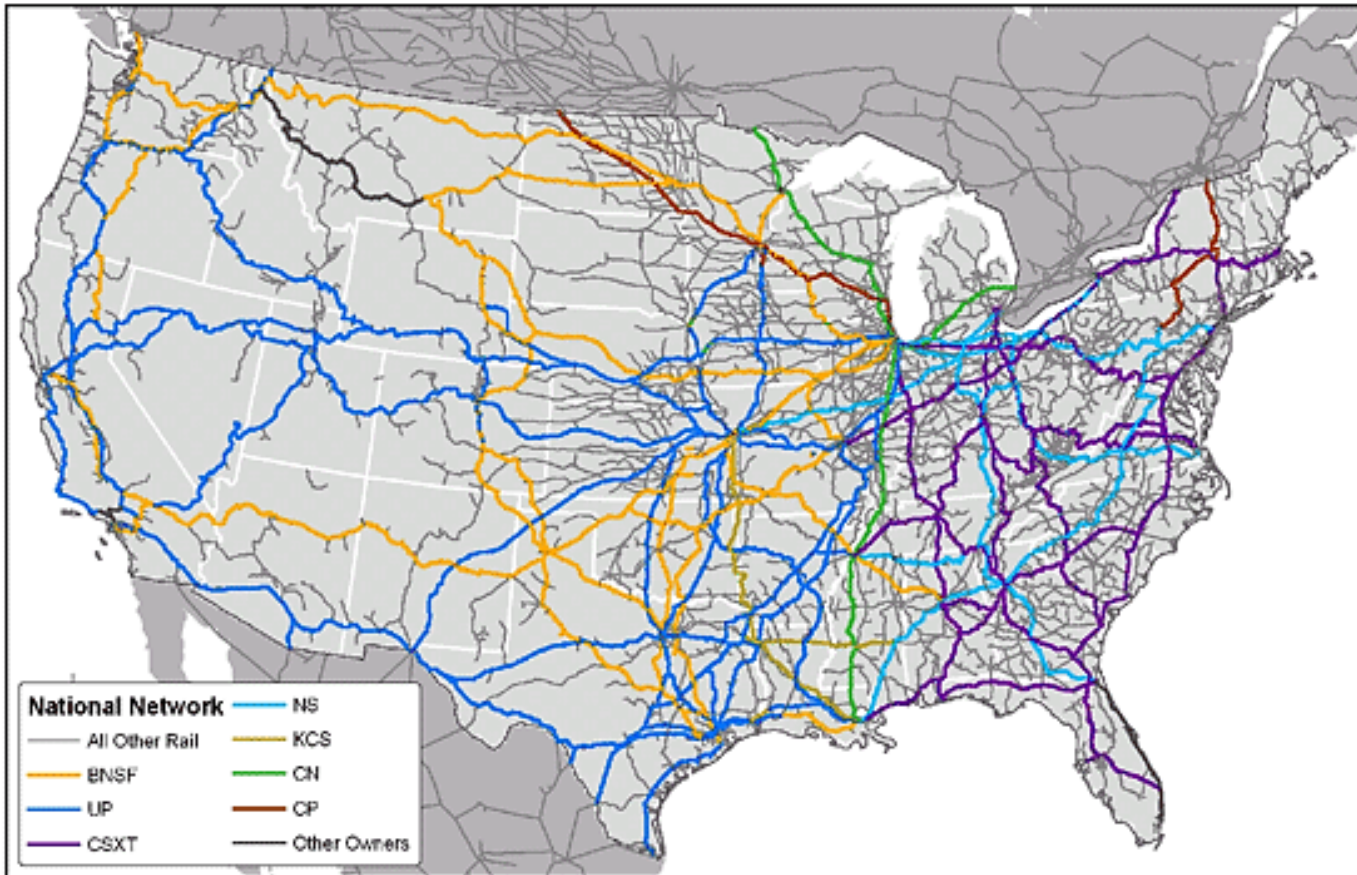 National Network
All Other Rail
BNSF
UP
CSXT
NS
KCS
CN
CP
Other Owners